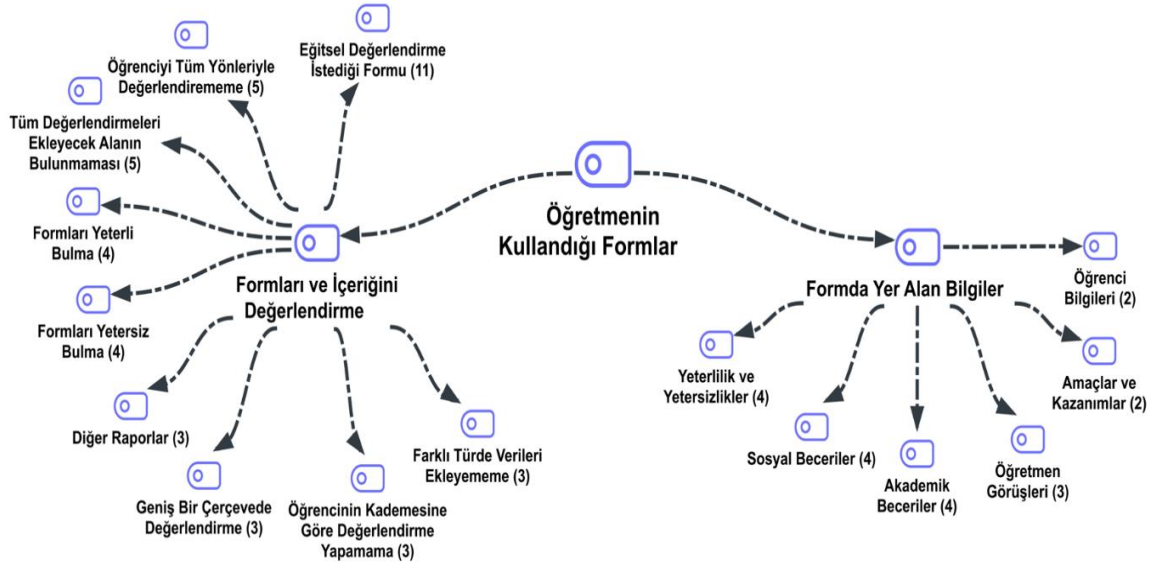 Eğitsel Değerlendirme
İstediği Formu (11)
Öğrenciyi Tüm Yönleriyle
Değerlendirememe (5)
Tüm Değerlendirmeleri
Ekleyecek Alanın
Bulunmaması (5)
Formları Yeterli
Bulma (4)
Formları Yetersiz
Bulma (4)
Diğer Raporlar (3)
Geniş Bir Çerçevede
Değerlendirme (3)
Öğrencinin Kademesine
Göre Değerlendirme
Yapamama (3)
Farklı Türde Verileri
Ekleyememe (3)
Formları ve İçeriğini
Değerlendirme
Öğretmenin
Kullandığı Formlar
Formda Yer Alan Bilgiler
Öğrenci
Bilgileri (2)
Amaçlar ve
Kazanımlar (2)
Öğretmen
Görüşleri (3)
Akademik
Beceriler (4)
Sosyal Beceriler (4)
Yeterlilik ve
Yetersizlikler (4)